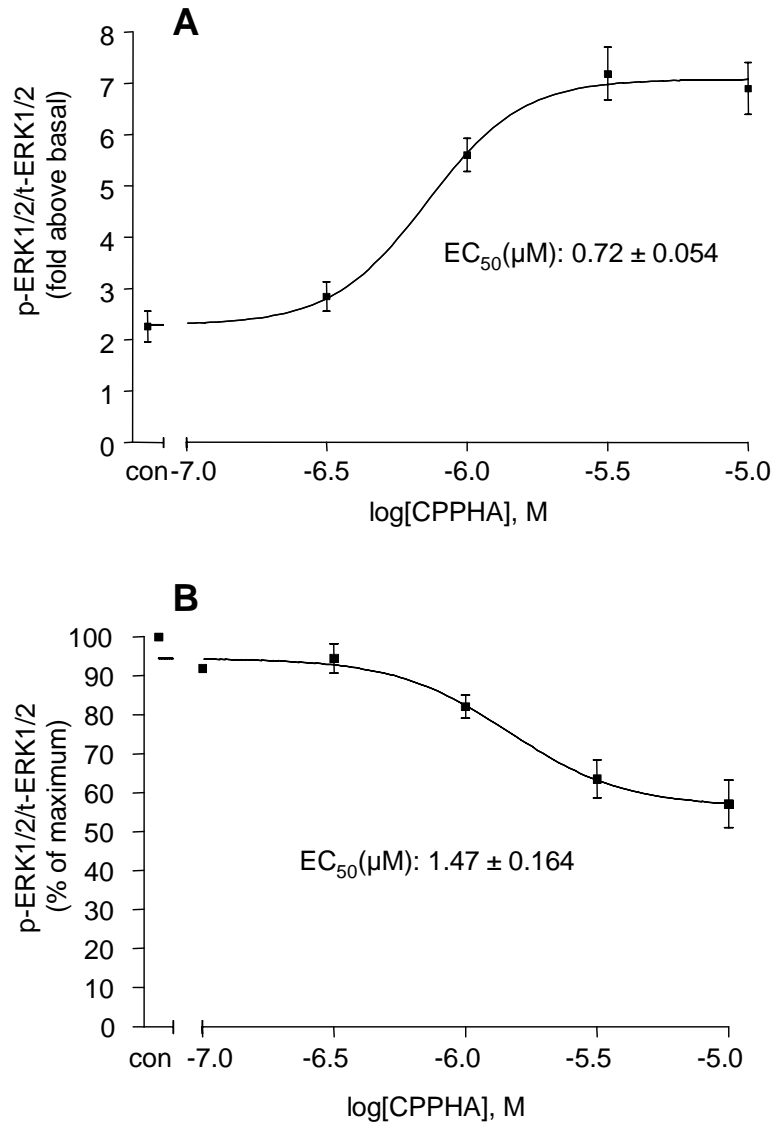 A
p-ERK1/2/t-ERK1/2
(fold above basal)
8
7
6
5
4
3
2
1
0
EC50(µM): 0.72 ± 0.054
con -7.0 -6.5 -6.0 -5.5 -5.0
log[CPPHA], M
B
p-ERK1/2/t-ERK1/2
(% of maximum)
100
90
80
70
60
50
40
30
20
10
0
EC50(µM): 1.47 ± 0.164
con -7.0 -6.5 -6.0 -5.5 -5.0
log[CPPHA], M